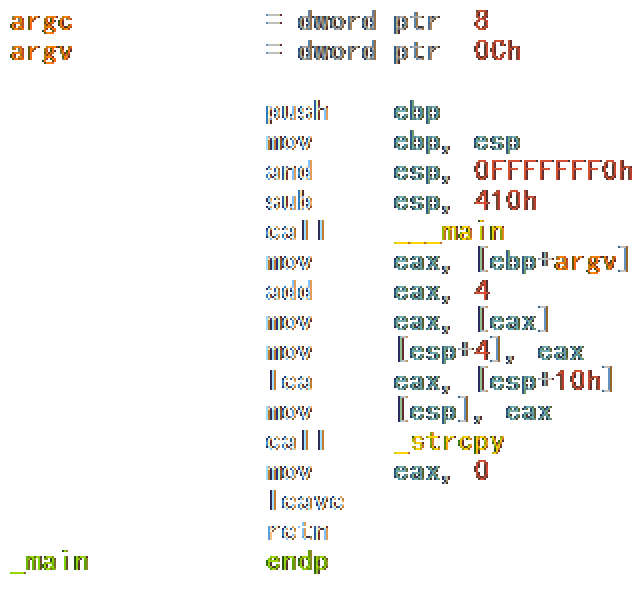 argc = dword ptr 8
argv = dword ptr 0Ch
push ebp
mov ebp, esp
and esp, 0FFFFFFF0h
sub esp, 410h
call ___main
mov eax, [ebp+argv]
add eax, 4
mov eax, [eax]
mov [esp+4], eax
lea eax, [esp+10h]
mov [esp], eax
call _strcpy
mov eax, 0
leave
retn
_main endp